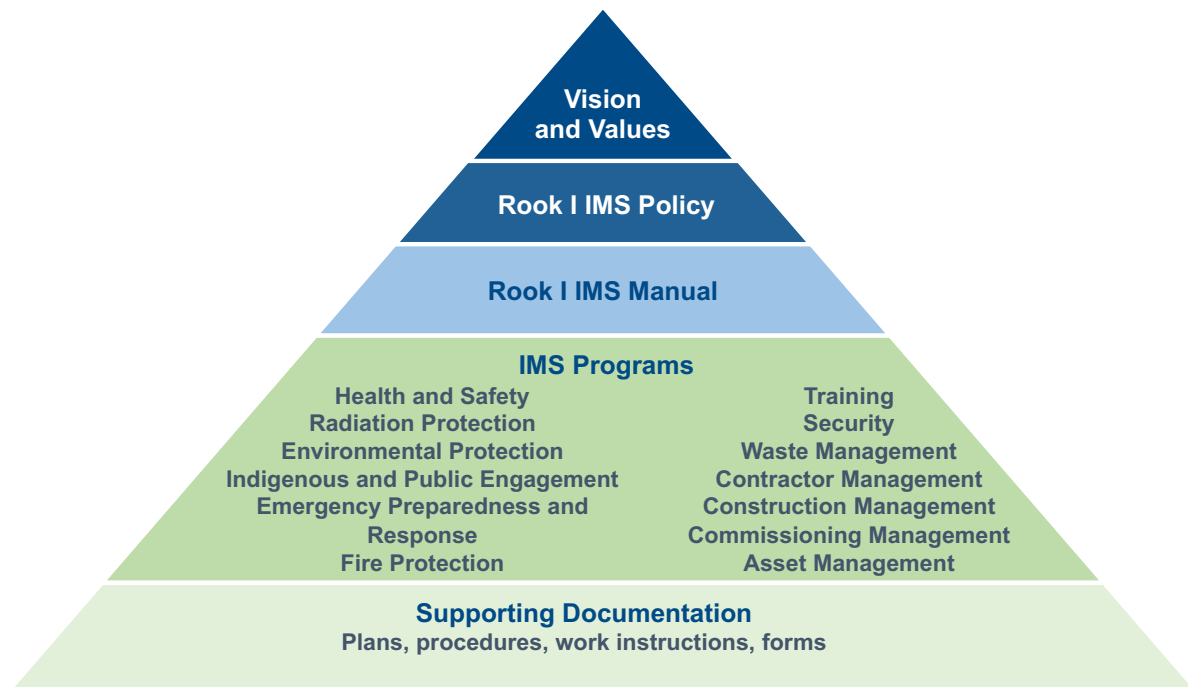 Vision
and Values
Rook I IMS Policy
Rook I IMS Manual
IMS Programs
Health and Safety
Radiation Protection
Environmental Protection
Indigenous and Public Engagement
Emergency Preparedness and
Response
Fire Protection
Training
Security
Waste Management
Contractor Management
Construction Management
Commissioning Management
Asset Management
Supporting Documentation
Plans, procedures, work instructions, forms